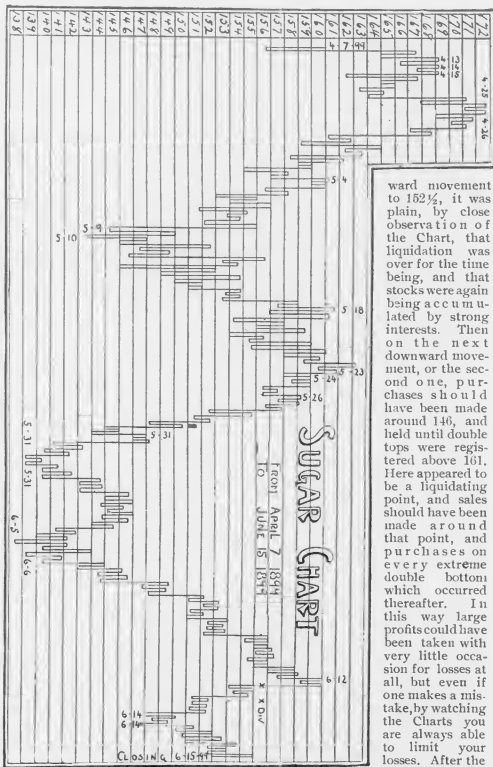 172
171
170
169
168
167
166
165
164
163
162
161
160
159
158
157
156
155
154
153
152
151
150
149
148
147
146
145
144
143
142
141
140
139
138
4-7-99
4-13
4-14
4-15
4-25
4-26
5-4
5-9
5-10
5-18
5-23
5-24
5-26
5-31
5-31
5-31
6-5
6-6
6-12
X X DIV
6-14
6-14
CLOSING 6-15-99
SUGAR CHART
FROM APRIL 7 1899
TO JUNE 15 1899
ward movement
to 152½, it was
plain, by close
observation of
the Chart, that
liquidation was
over for the time
being, and that
stocks were again
being accumu-
lated by strong
interests. Then
on the next
downward move-
ment, or the sec-
ond one, pur-
chases should
have been made
around 146, and
held until double
tops were regis-
tered above 161.
Here appeared to
be a liquidating
point, and sales
should have been
made around
that point, and
purchases on
every extreme
double bottom
which occurred
thereafter. In
this way large
profits could have
been taken with
very little occa-
sion for losses at
all, but even if
one makes a mis-
take, by watching
the Charts you
are always able
to limit your
losses. After the